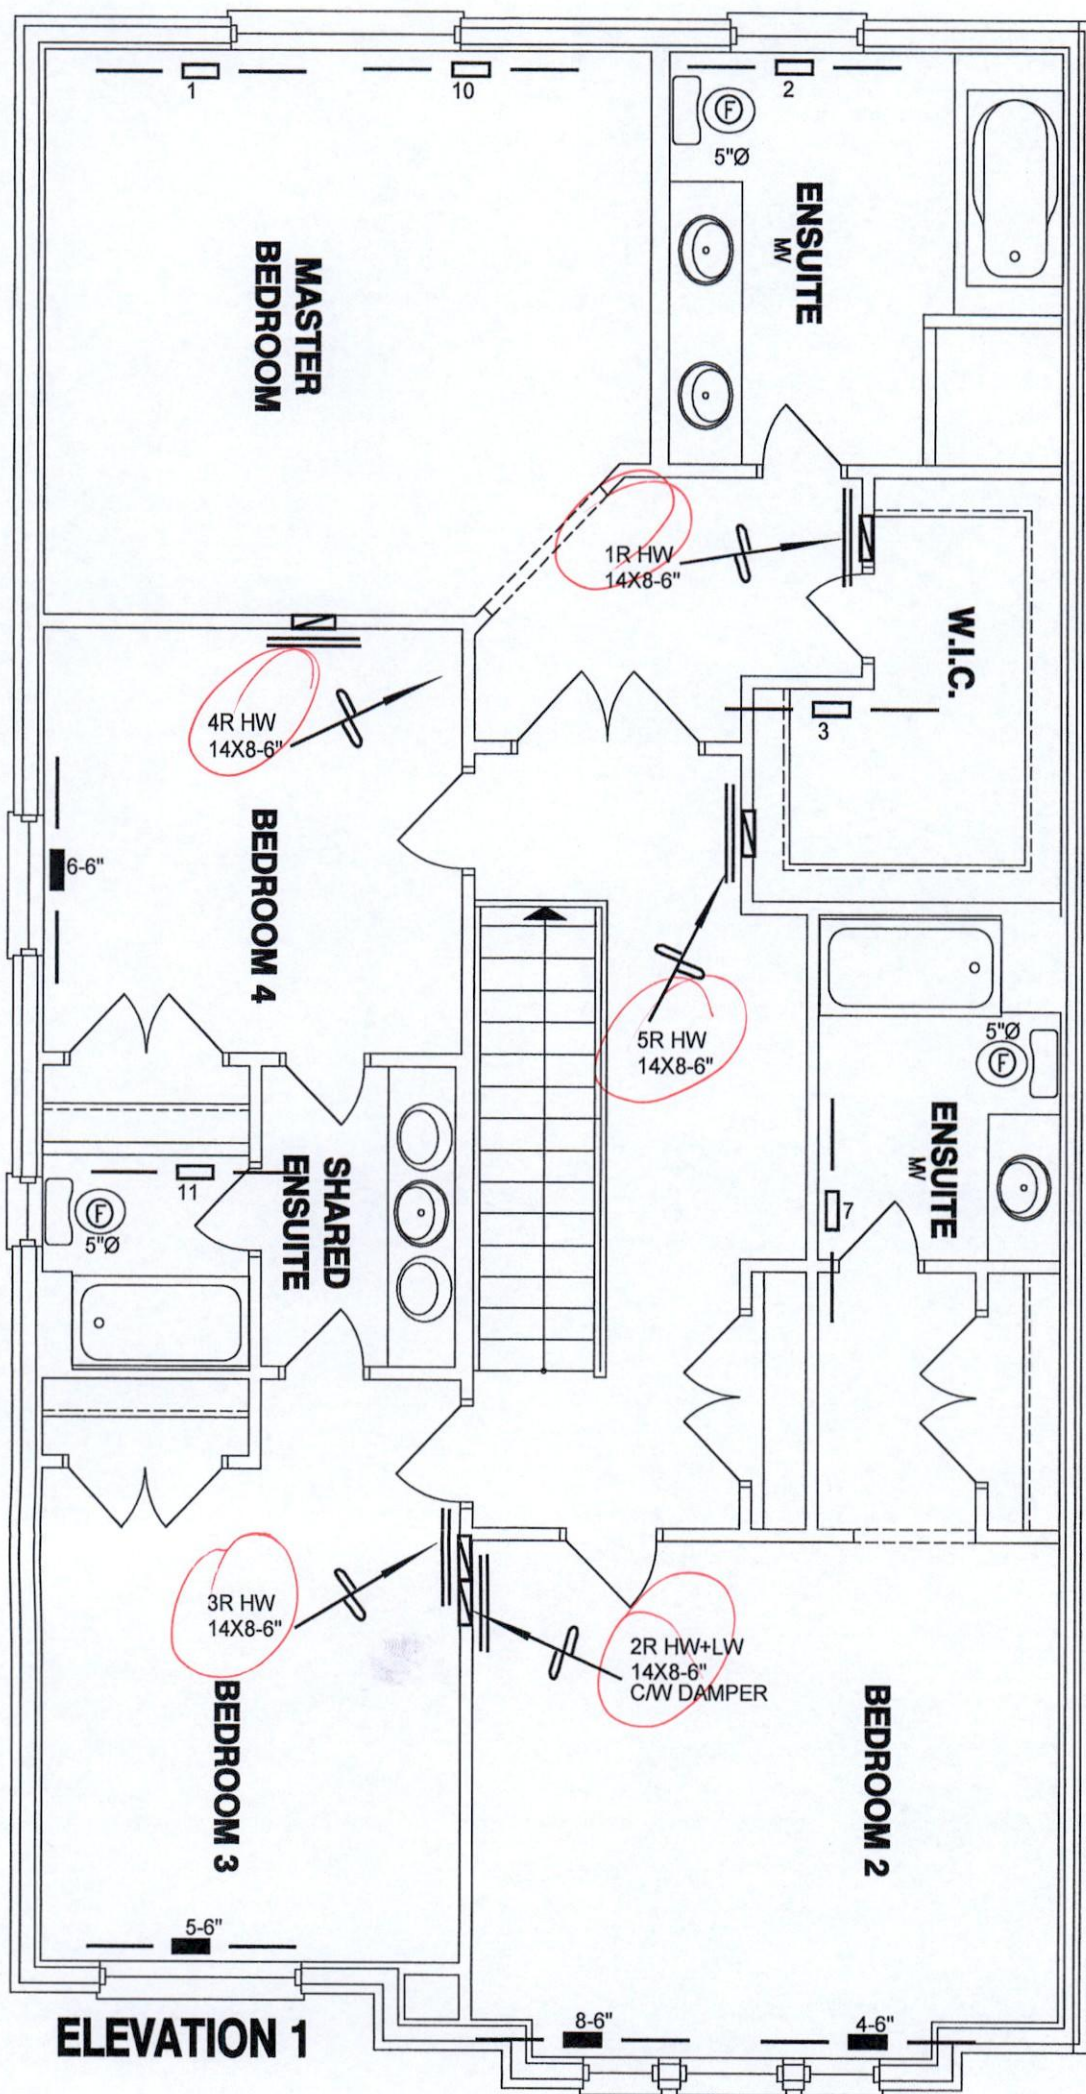 1
10
2
F
5"Ø
ENSUITE
MV
MASTER
BEDROOM
1R HW
14X8-6"
W.I.C.
4R HW
14X8-6"
3
BEDROOM 4
6-6"
5R HW
14X8-6"
5"Ø
F
ENSUITE
MV
7
SHARED
ENSUITE
11
F
5"Ø
3R HW
14X8-6"
2R HW+LW
14X8-6"
C/W DAMPER
BEDROOM 3
BEDROOM 2
5-6"
8-6"
4-6"
ELEVATION 1